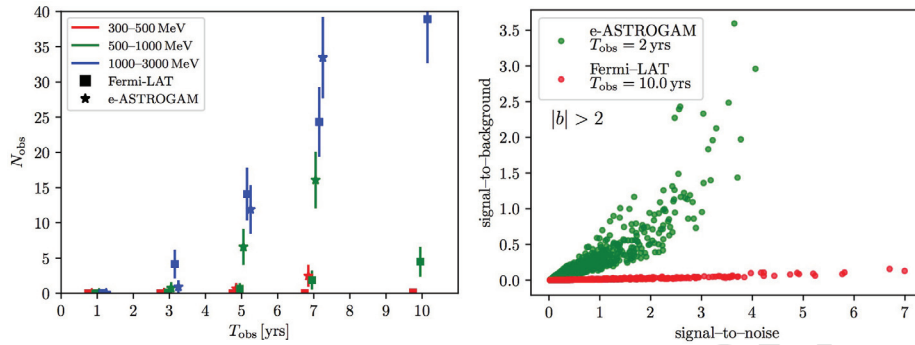 300–500 MeV
500–1000 MeV
1000–3000 MeV
Fermi-LAT
e-ASTROGAM
40
35
30
25
20
15
10
5
0
N_obs
0 1 2 3 4 5 6 7 8 9 10
T_obs [yrs]
e-ASTROGAM
T_obs = 2 yrs
Fermi–LAT
T_obs = 10.0 yrs
|b| > 2
3.5
3.0
2.5
2.0
1.5
1.0
0.5
0.0
signal–to–background
0 1 2 3 4 5 6 7
signal–to–noise